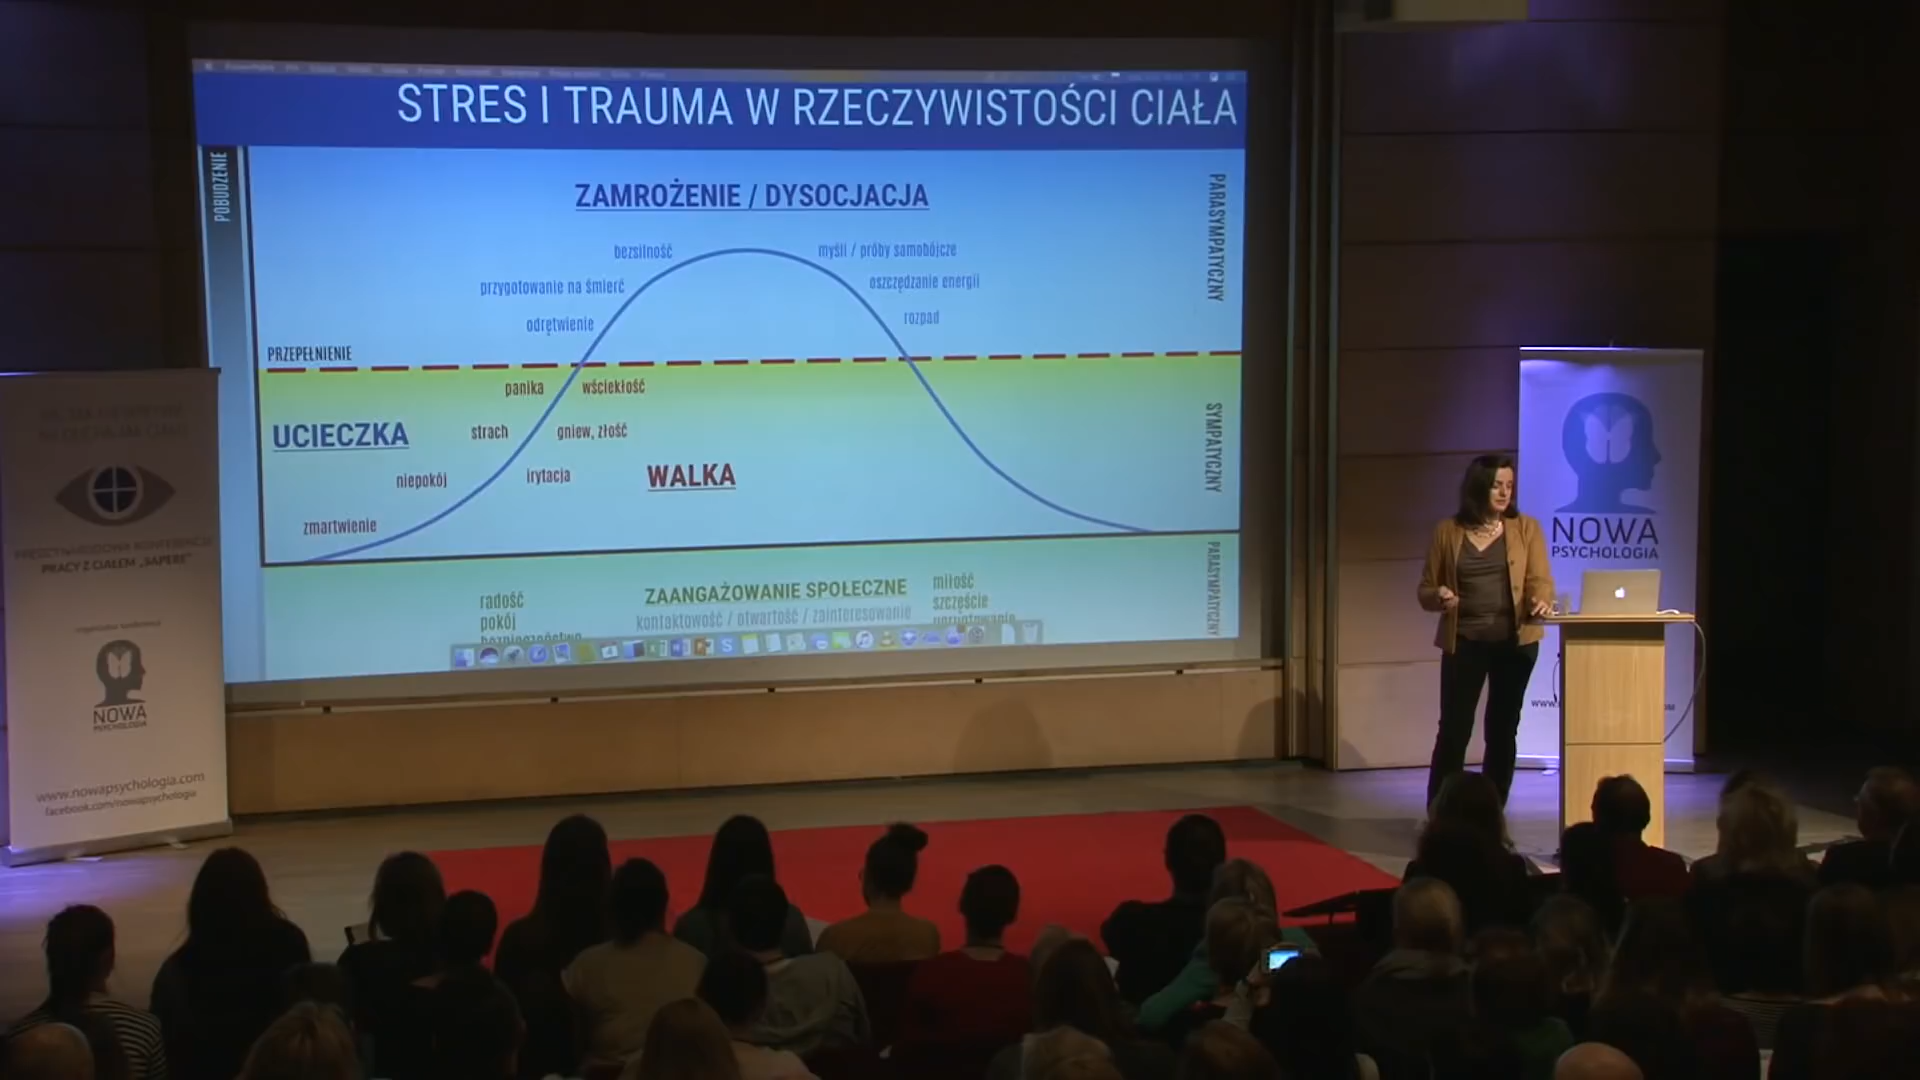 STRES I TRAUMA W RZECZYWISTOŚCI CIAŁA
POBUDZENIE
ZAMROŻENIE / DYSOCJACJA
PARASYMPATYCZNY
bezsilność
myśli / próby samobójcze
przygotowanie na śmierć
oszczędzanie energii
odrętwienie
rozpad
PRZEPEŁNIENIE
panika
wściekłość
UCIECZKA
strach
gniew, złość
SYMPATYCZNY
niepokój
irytacja
WALKA
zmartwienie
ZAANGAŻOWANIE SPOŁECZNE
kontaktowość / otwartość / zainteresowanie
radość
pokój
bezpieczeństwo
miłość
szczęście
PARASYMPATYCZNY
PRACY Z CIAŁEM „SAPERE”
NOWA
PSYCHOLOGIA
www.nowapsychologia.com
facebook.com/nowapsychologia
NOWA
PSYCHOLOGIA